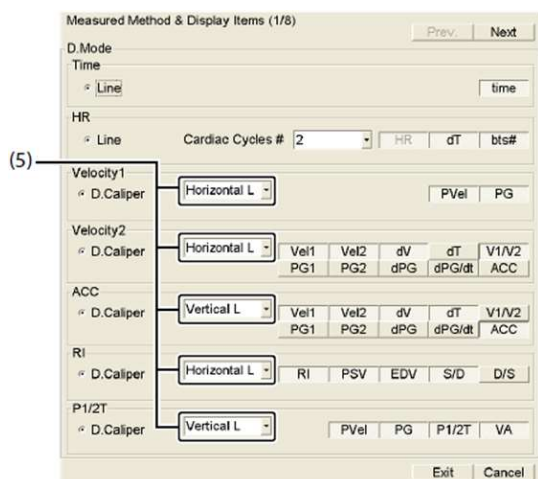 Measured Method & Display Items (1/8)
Prev. Next
D.Mode
Time
Line time
HR
Line Cardiac Cycles # 2 HR dT bts#
(5)
Velocity1
D.Caliper Horizontal L PVel PG
Velocity2
D.Caliper Horizontal L Vel1 Vel2 dV dT V1/V2
PG1 PG2 dPG dPG/dt ACC
ACC
D.Caliper Vertical L Vel1 Vel2 dV dT V1/V2
PG1 PG2 dPG dPG/dt ACC
RI
D.Caliper Horizontal L RI PSV EDV S/D D/S
P1/2T
D.Caliper Vertical L PVel PG P1/2T VA
Exit Cancel